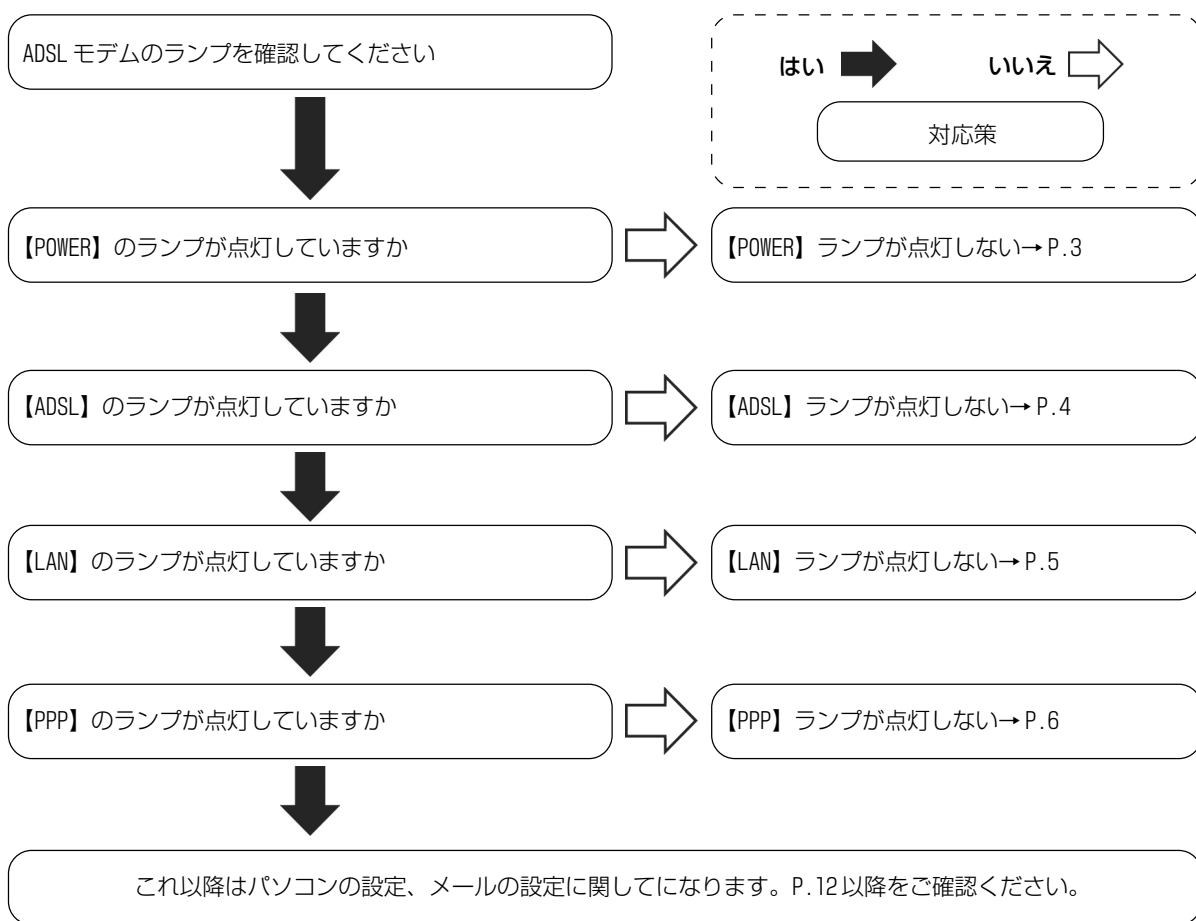 ADSL モデムのランプを確認してください
はい いいえ
対応策
【POWER】のランプが点灯していますか
【POWER】ランプが点灯しない→ P.3
【ADSL】のランプが点灯していますか
【ADSL】ランプが点灯しない→ P.4
【LAN】のランプが点灯していますか
【LAN】ランプが点灯しない→ P.5
【PPP】のランプが点灯していますか
【PPP】ランプが点灯しない→ P.6
これ以降はパソコンの設定、メールの設定に関してになります。P.12以降をご確認ください。